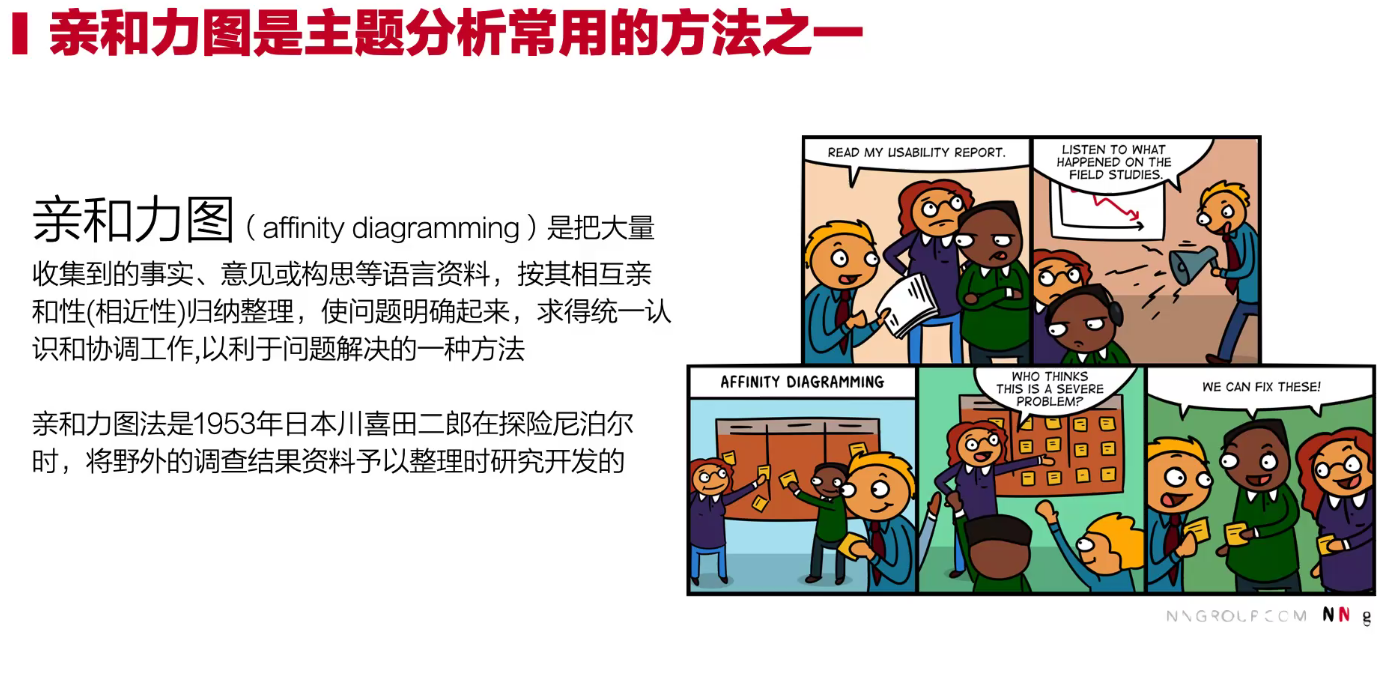 亲和力图是主题分析常用的方法之一
亲和力图（affinity diagramming）是把大量
收集到的事实、意见或构思等语言资料，按其相互亲
和性(相近性)归纳整理，使问题明确起来，求得统一认
识和协调工作,以利于问题解决的一种方法
亲和力图法是1953年日本川喜田二郎在探险尼泊尔
时，将野外的调查结果资料予以整理时研究开发的
READ MY USABILITY REPORT.
LISTEN TO WHAT
HAPPENED ON THE
FIELD STUDIES.
AFFINITY DIAGRAMMING
WHO THINKS
THIS IS A SEVERE
PROBLEM?
WE CAN FIX THESE!
NNGROUP.COM NN g